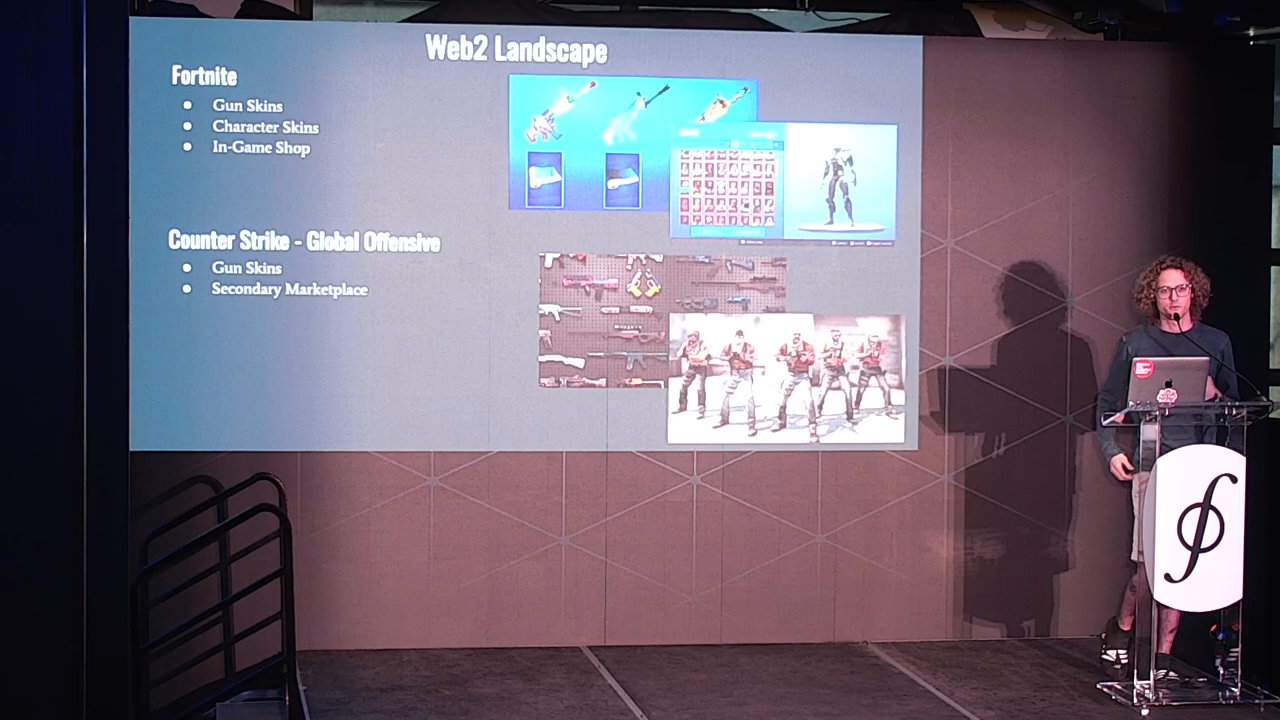 Web2 Landscape
Fortnite
● Gun Skins
● Character Skins
● In-Game Shop
Counter Strike - Global Offensive
● Gun Skins
● Secondary Marketplace